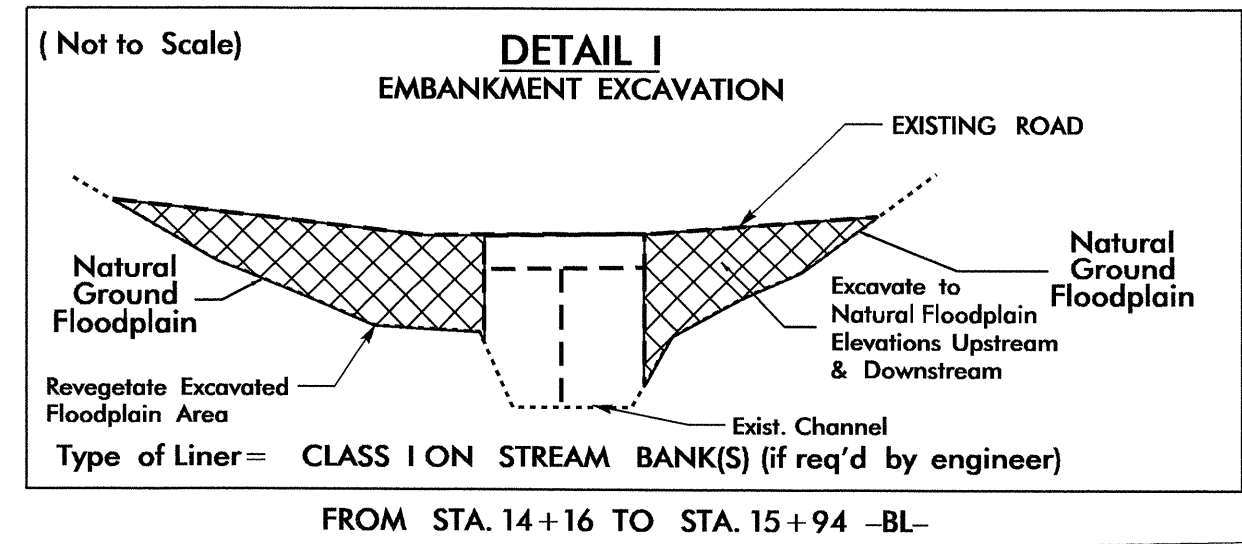 ( Not to Scale)
DETAIL I
EMBANKMENT EXCAVATION
EXISTING ROAD
Natural
Ground
Floodplain
Natural
Ground
Floodplain
Excavate to
Natural Floodplain
Elevations Upstream
& Downstream
Revegetate Excavated
Floodplain Area
Exist. Channel
Type of Liner= CLASS I ON STREAM BANK(S) (if req'd by engineer)
FROM STA. 14+16 TO STA. 15+94 -BL-